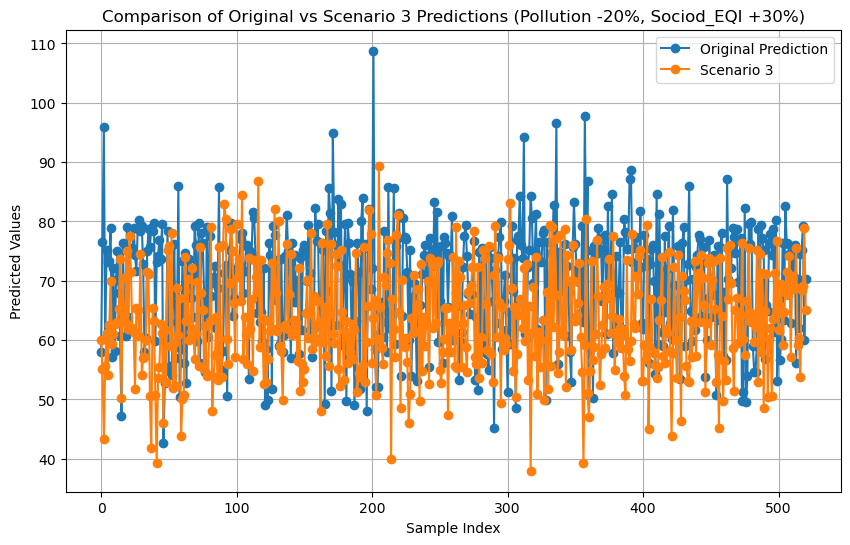 Comparison of Original vs Scenario 3 Predictions (Pollution -20%, Sociod_EQI +30%)
Original Prediction
Scenario 3
Predicted Values
110
100
90
80
70
60
50
40
0 100 200 300 400 500
Sample Index